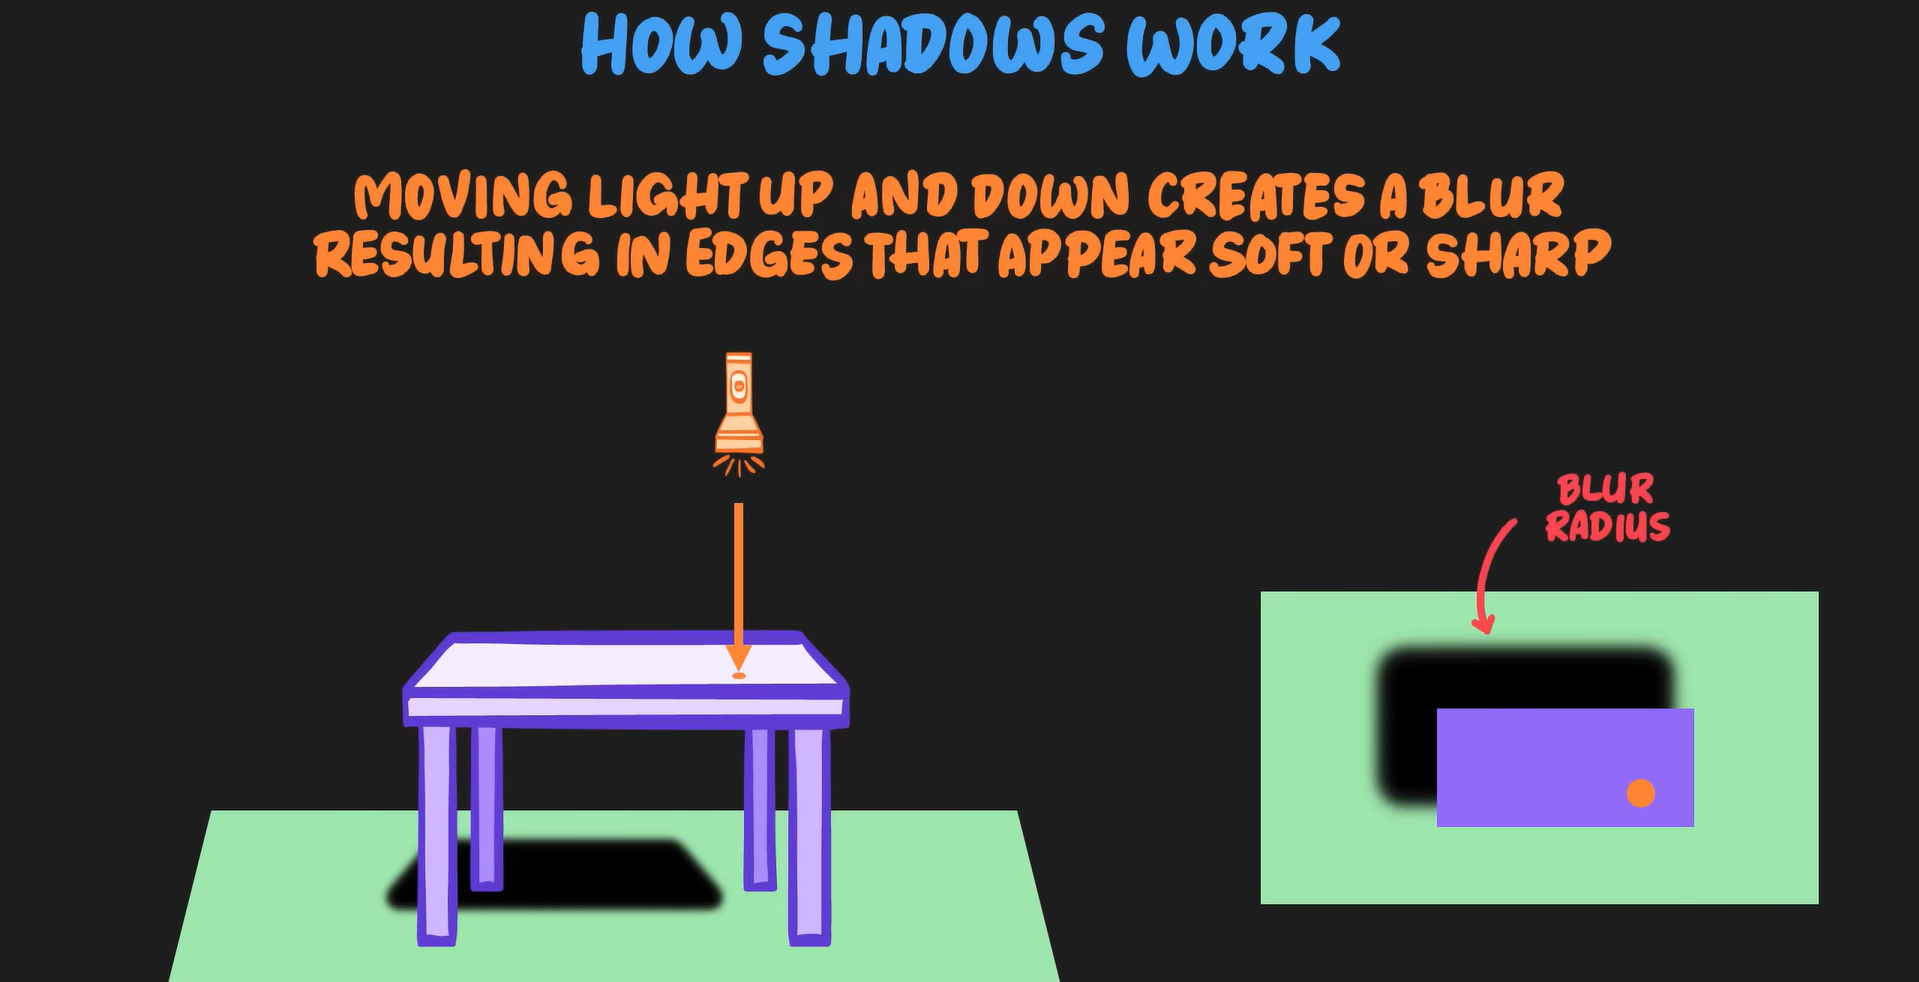 HOW SHADOWS WORK
MOVING LIGHT UP AND DOWN CREATES A BLUR
RESULTING IN EDGES THAT APPEAR SOFT OR SHARP
BLUR
RADIUS